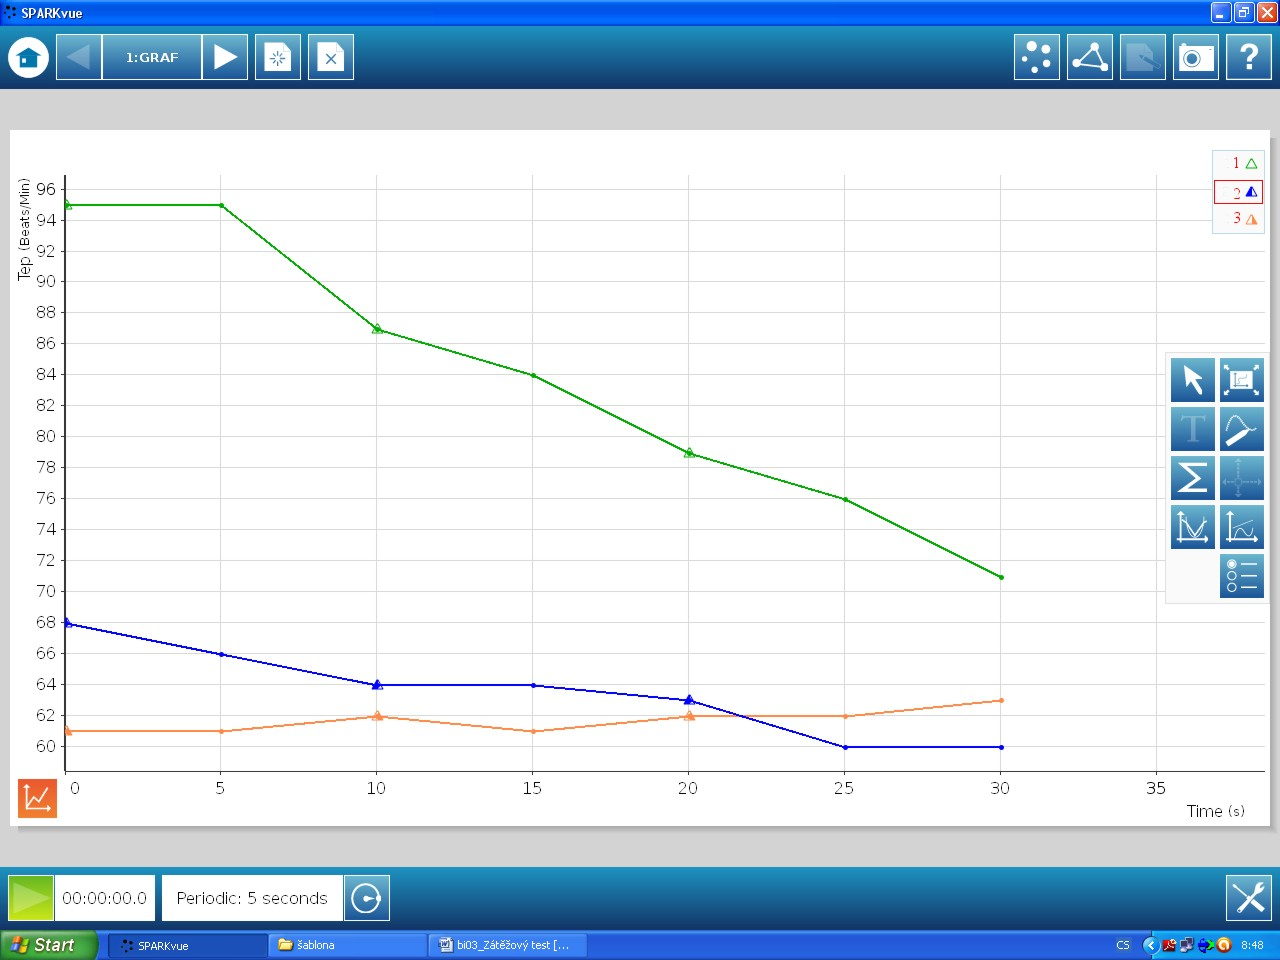 SPARKvue
1:GRAF
?
1
2
3
Tep (Beats/Min)
96
94
92
90
88
86
84
82
80
78
76
74
72
70
68
66
64
62
60
0 5 10 15 20 25 30 35
Time (s)
T
Σ
00:00:00.0
Periodic: 5 seconds
Start
SPARKvue
šablona
bi03_Zátěžový test [...
CS
8:48